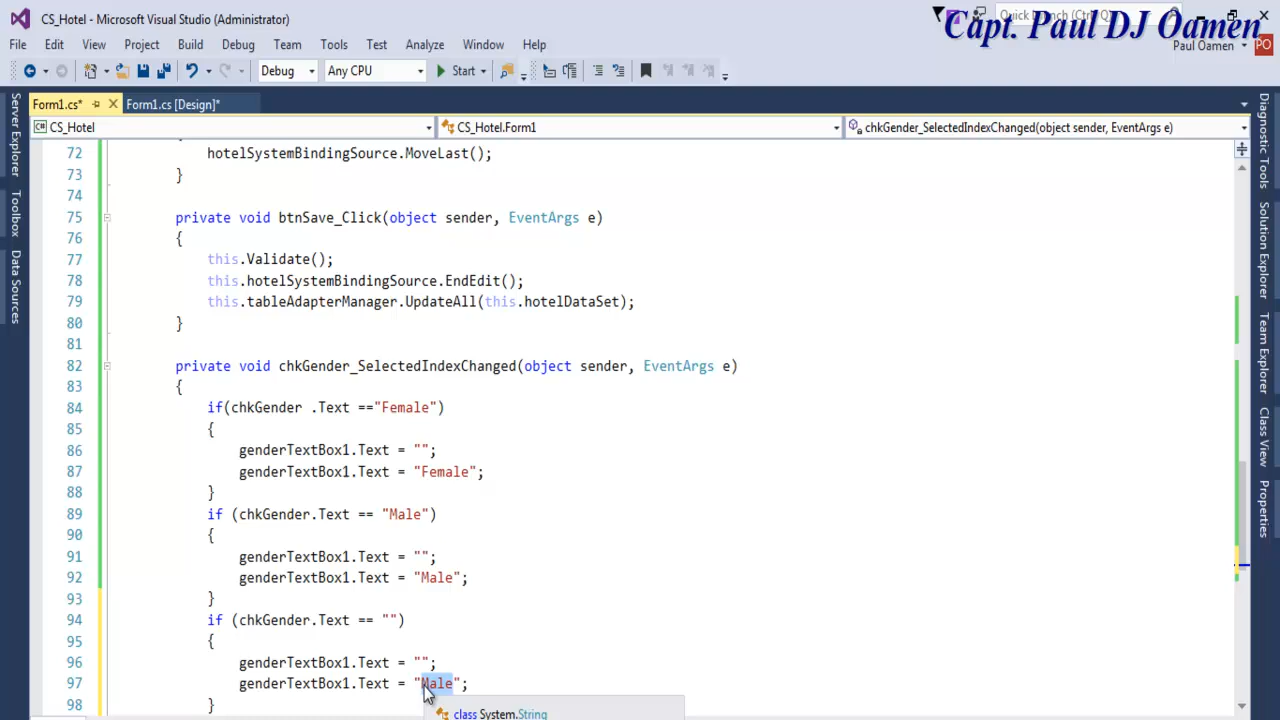 CS_Hotel - Microsoft Visual Studio (Administrator)
Quick Launch (Ctrl+Q)
Capt. Paul DJ Oamen
File Edit View Project Build Debug Team Tools Test Analyze Window Help
Paul Oamen PO
Debug Any CPU Start
Form1.cs* Form1.cs [Design]*
CS_Hotel CS_Hotel.Form1 chkGender_SelectedIndexChanged(object sender, EventArgs e)
Server Explorer
Toolbox
Data Sources
72 hotelSystemBindingSource.MoveLast();
73 }
74
75 private void btnSave_Click(object sender, EventArgs e)
76 {
77 this.Validate();
78 this.hotelSystemBindingSource.EndEdit();
79 this.tableAdapterManager.UpdateAll(this.hotelDataSet);
80 }
81
82 private void chkGender_SelectedIndexChanged(object sender, EventArgs e)
83 {
84 if(chkGender .Text =="Female")
85 {
86 genderTextBox1.Text = "";
87 genderTextBox1.Text = "Female";
88 }
89 if (chkGender.Text == "Male")
90 {
91 genderTextBox1.Text = "";
92 genderTextBox1.Text = "Male";
93 }
94 if (chkGender.Text == "")
95 {
96 genderTextBox1.Text = "";
97 genderTextBox1.Text = "Male";
98 }
class System.String
Diagnostic Tools
Solution Explorer
Team Explorer
Class View
Properties